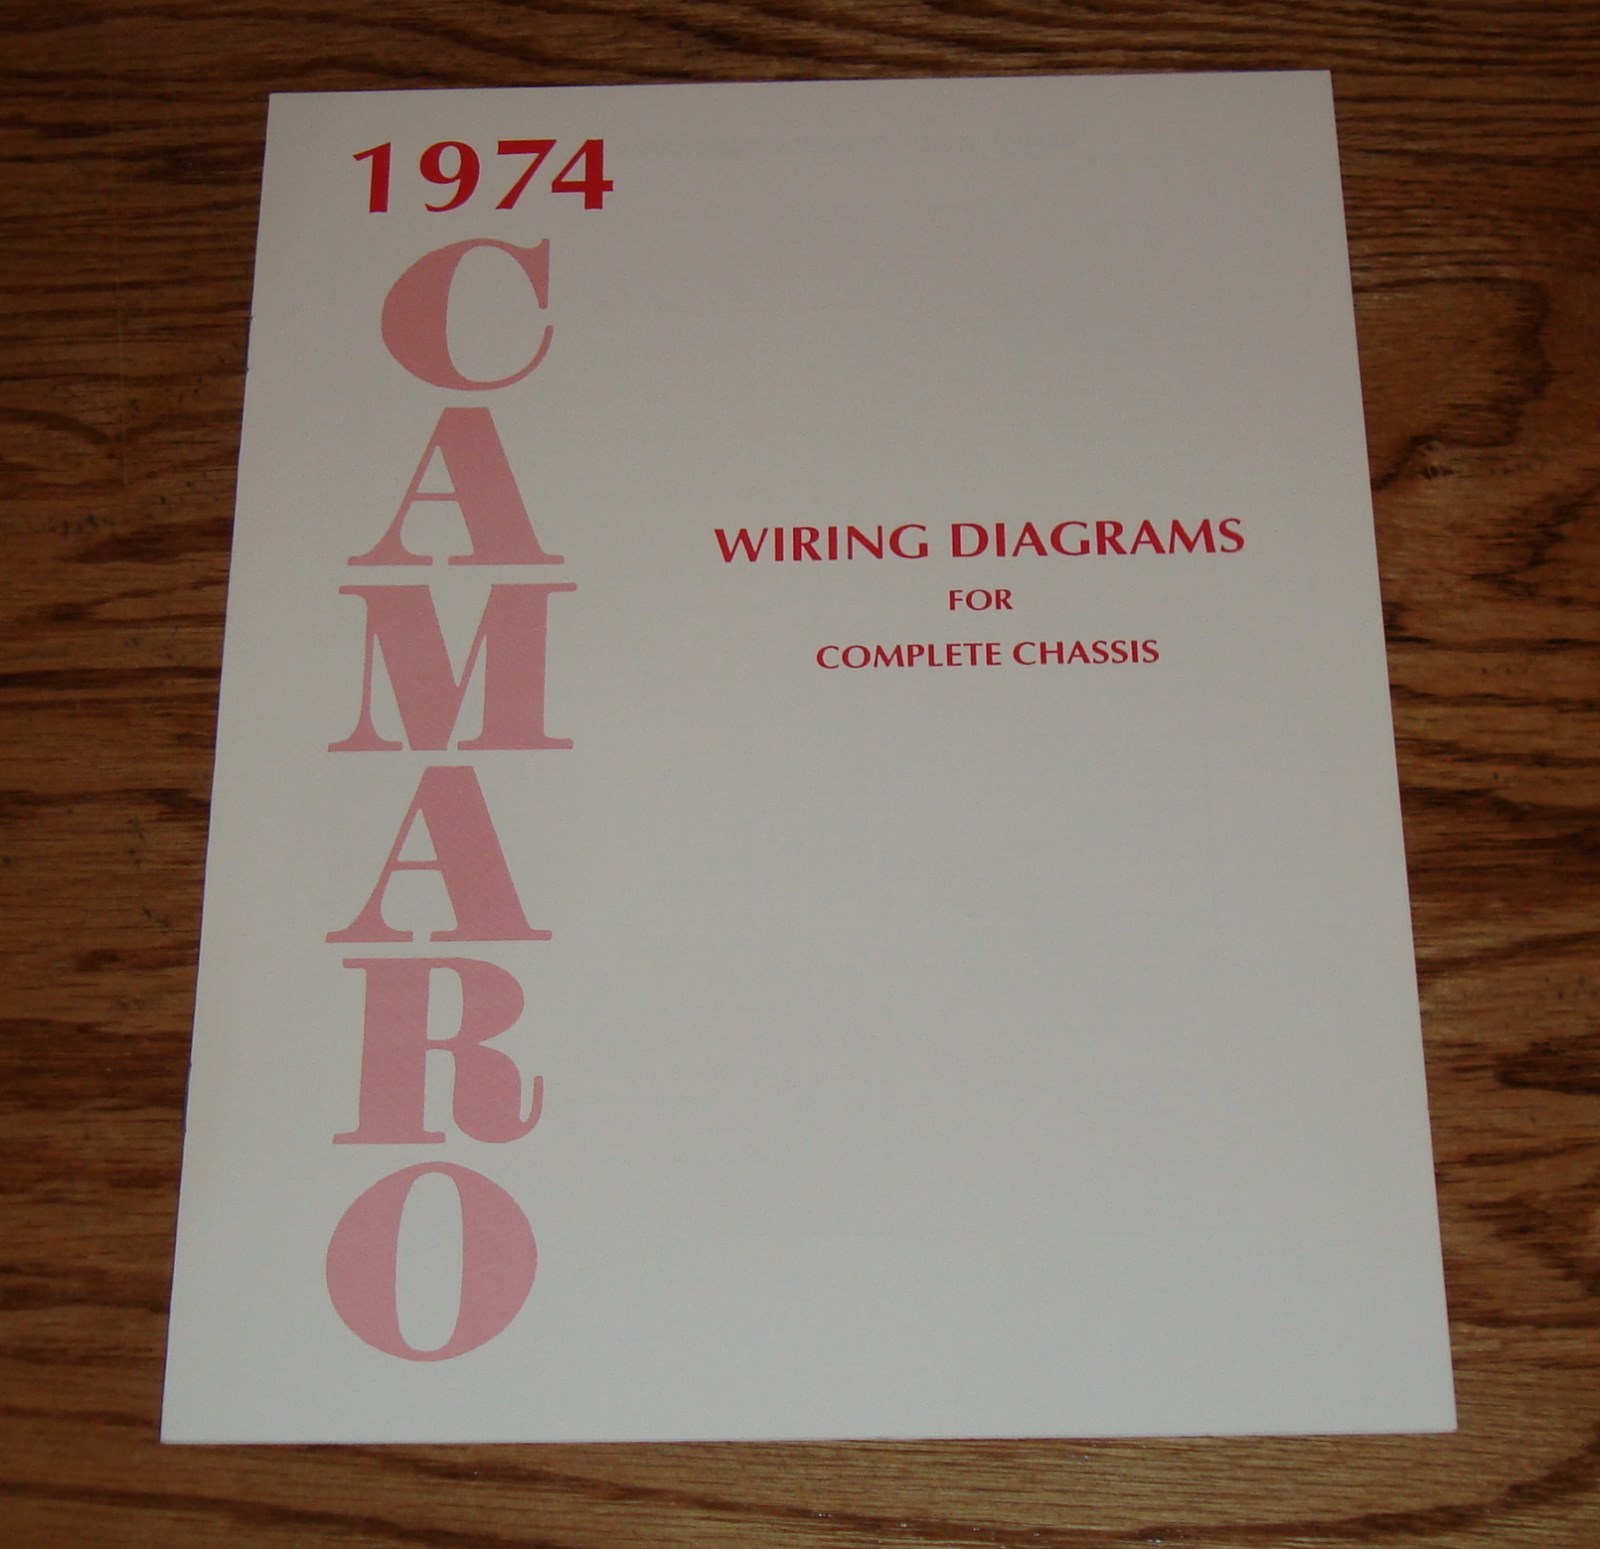 1974
CAMARO
WIRING DIAGRAMS
FOR
COMPLETE CHASSIS